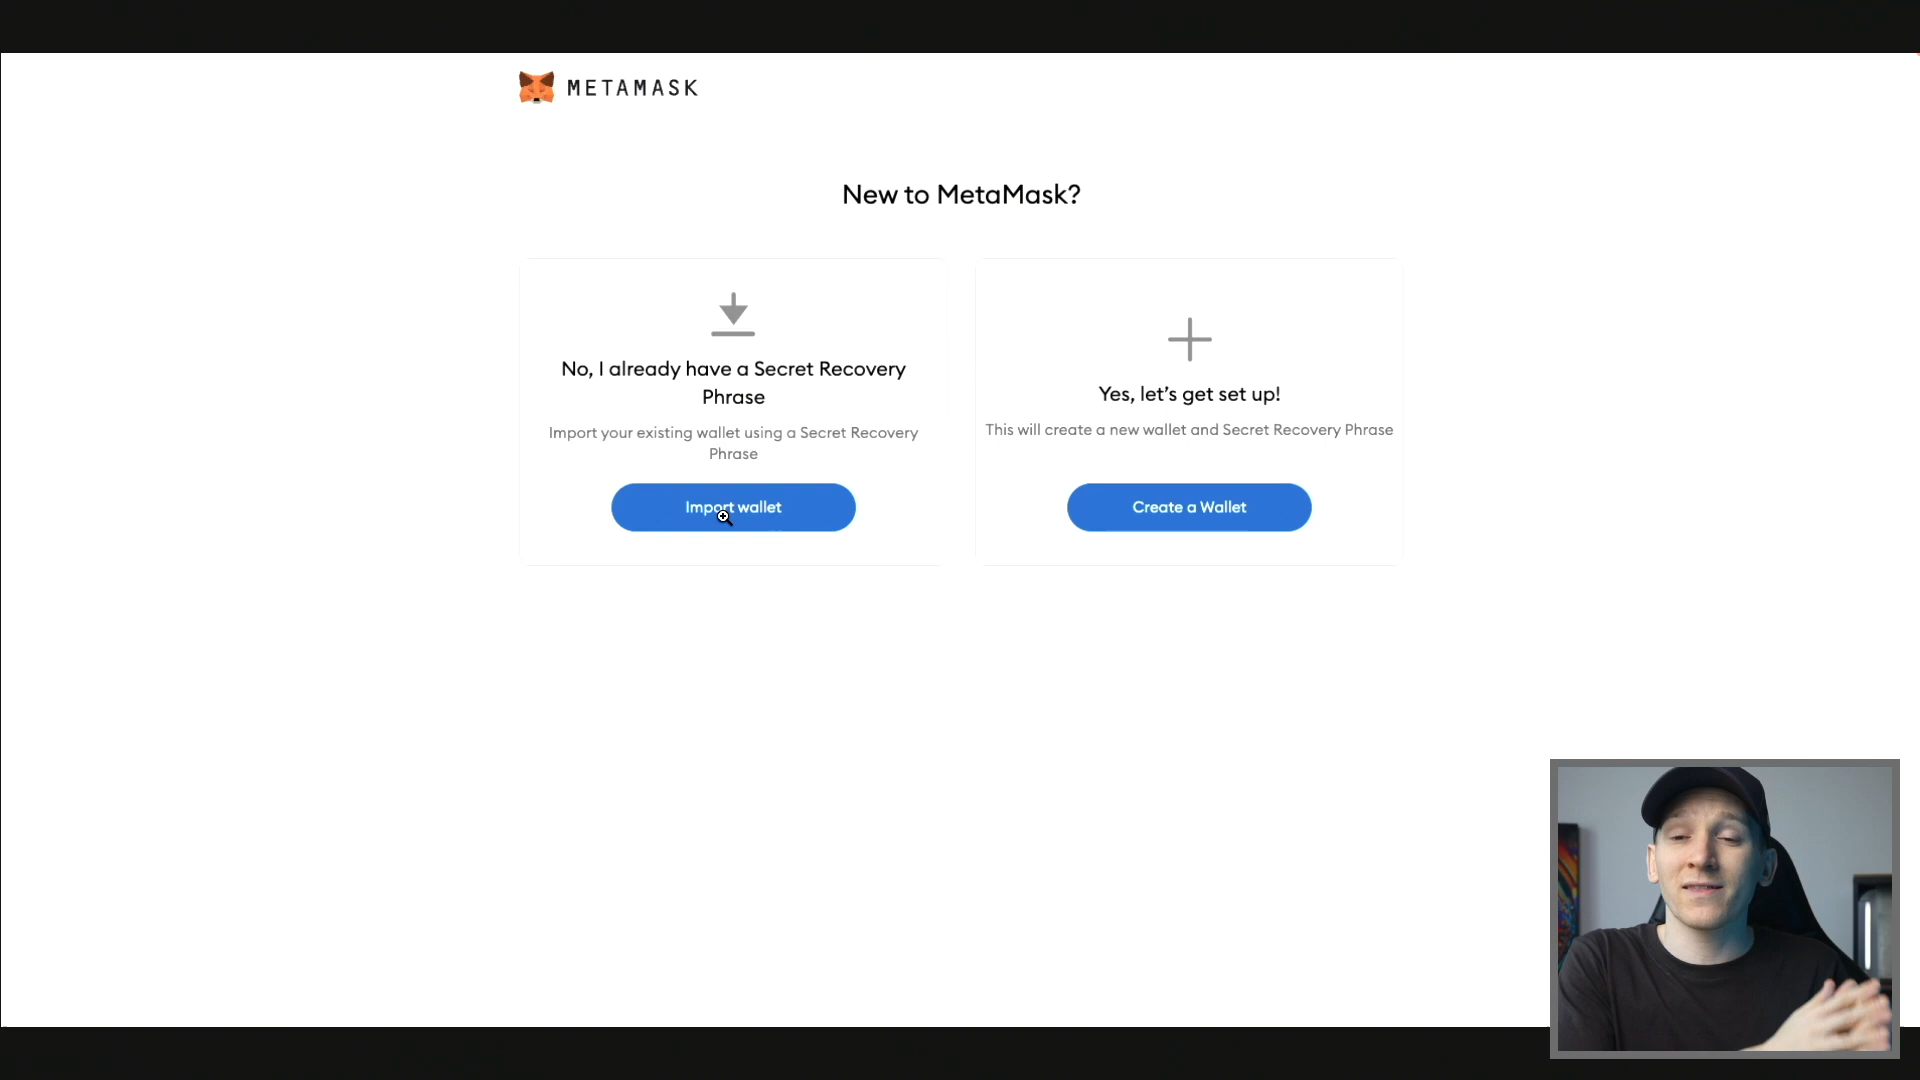 METAMASK
New to MetaMask?
No, I already have a Secret Recovery
Phrase
Import your existing wallet using a Secret Recovery
Phrase
Import wallet
Yes, let’s get set up!
This will create a new wallet and Secret Recovery Phrase
Create a Wallet